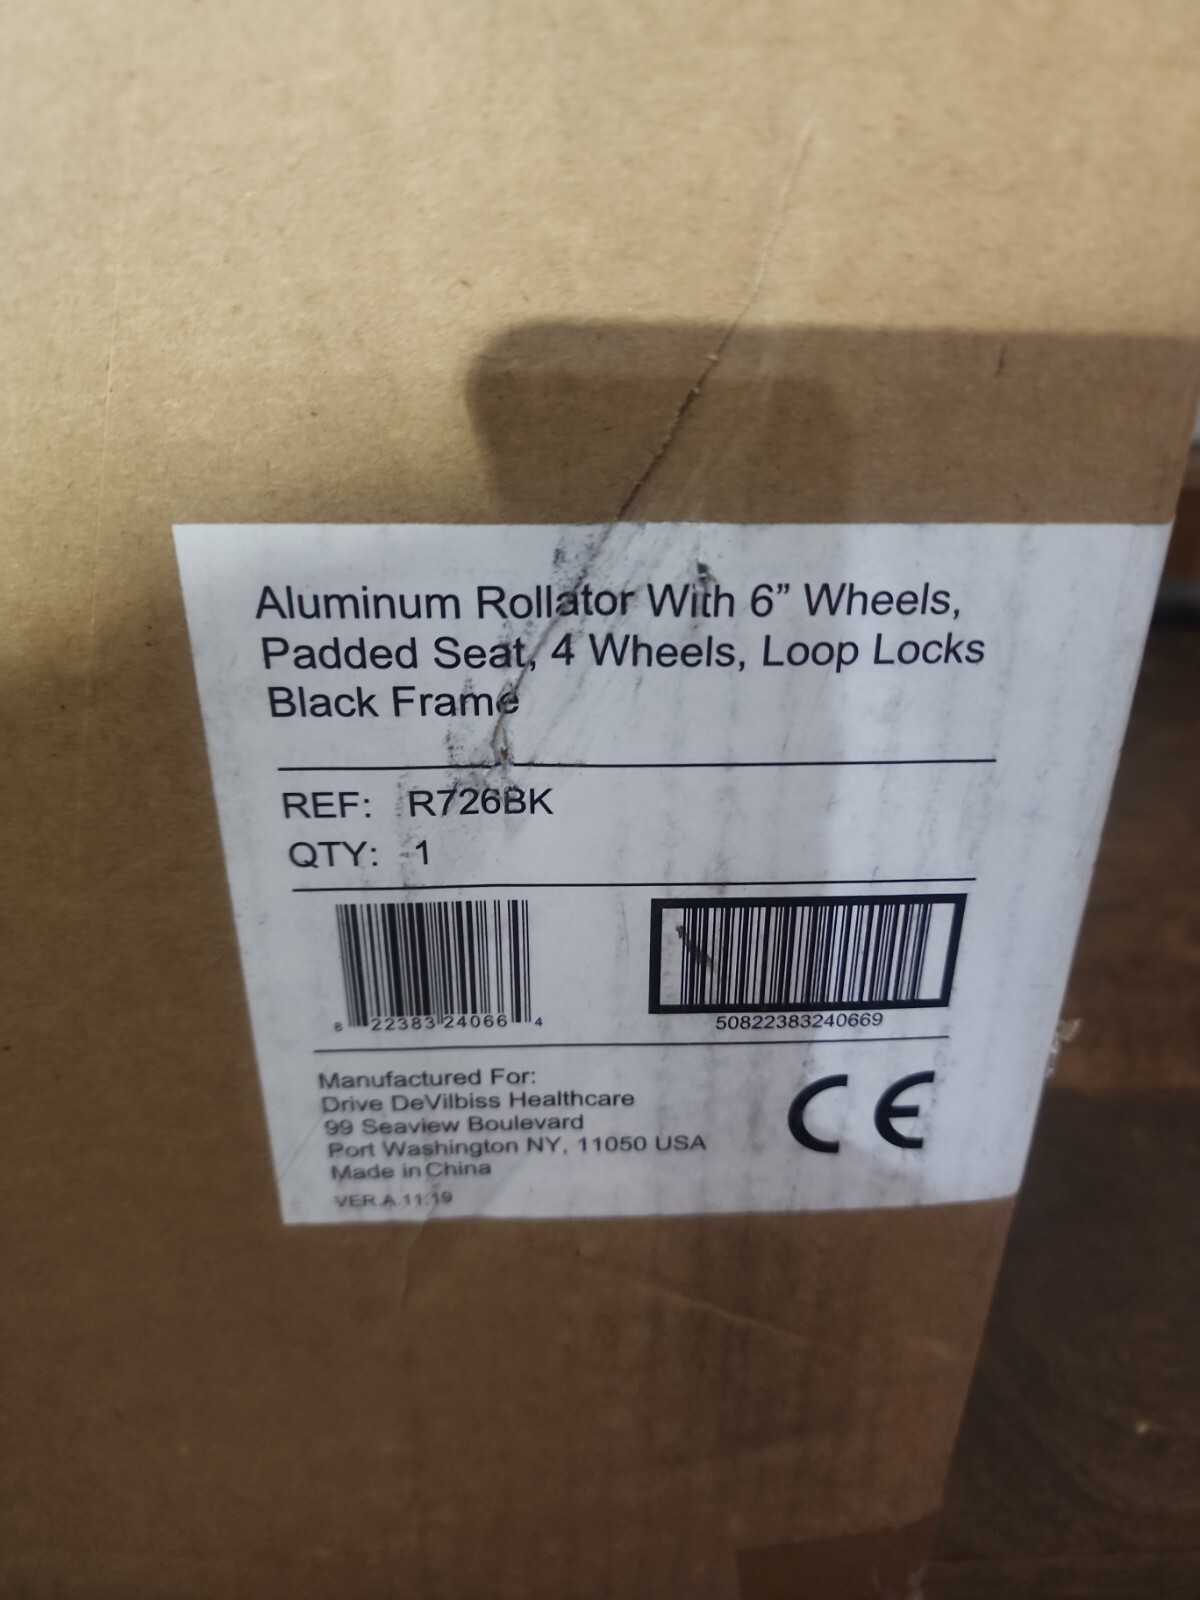 Aluminum Rollator With 6” Wheels,
Padded Seat, 4 Wheels, Loop Locks
Black Frame
REF: R726BK
QTY: 1
8 22383 24066 4
50822383240669
Manufactured For:
Drive DeVilbiss Healthcare
99 Seaview Boulevard
Port Washington NY, 11050 USA
Made in China
VER.A.11.19
CE